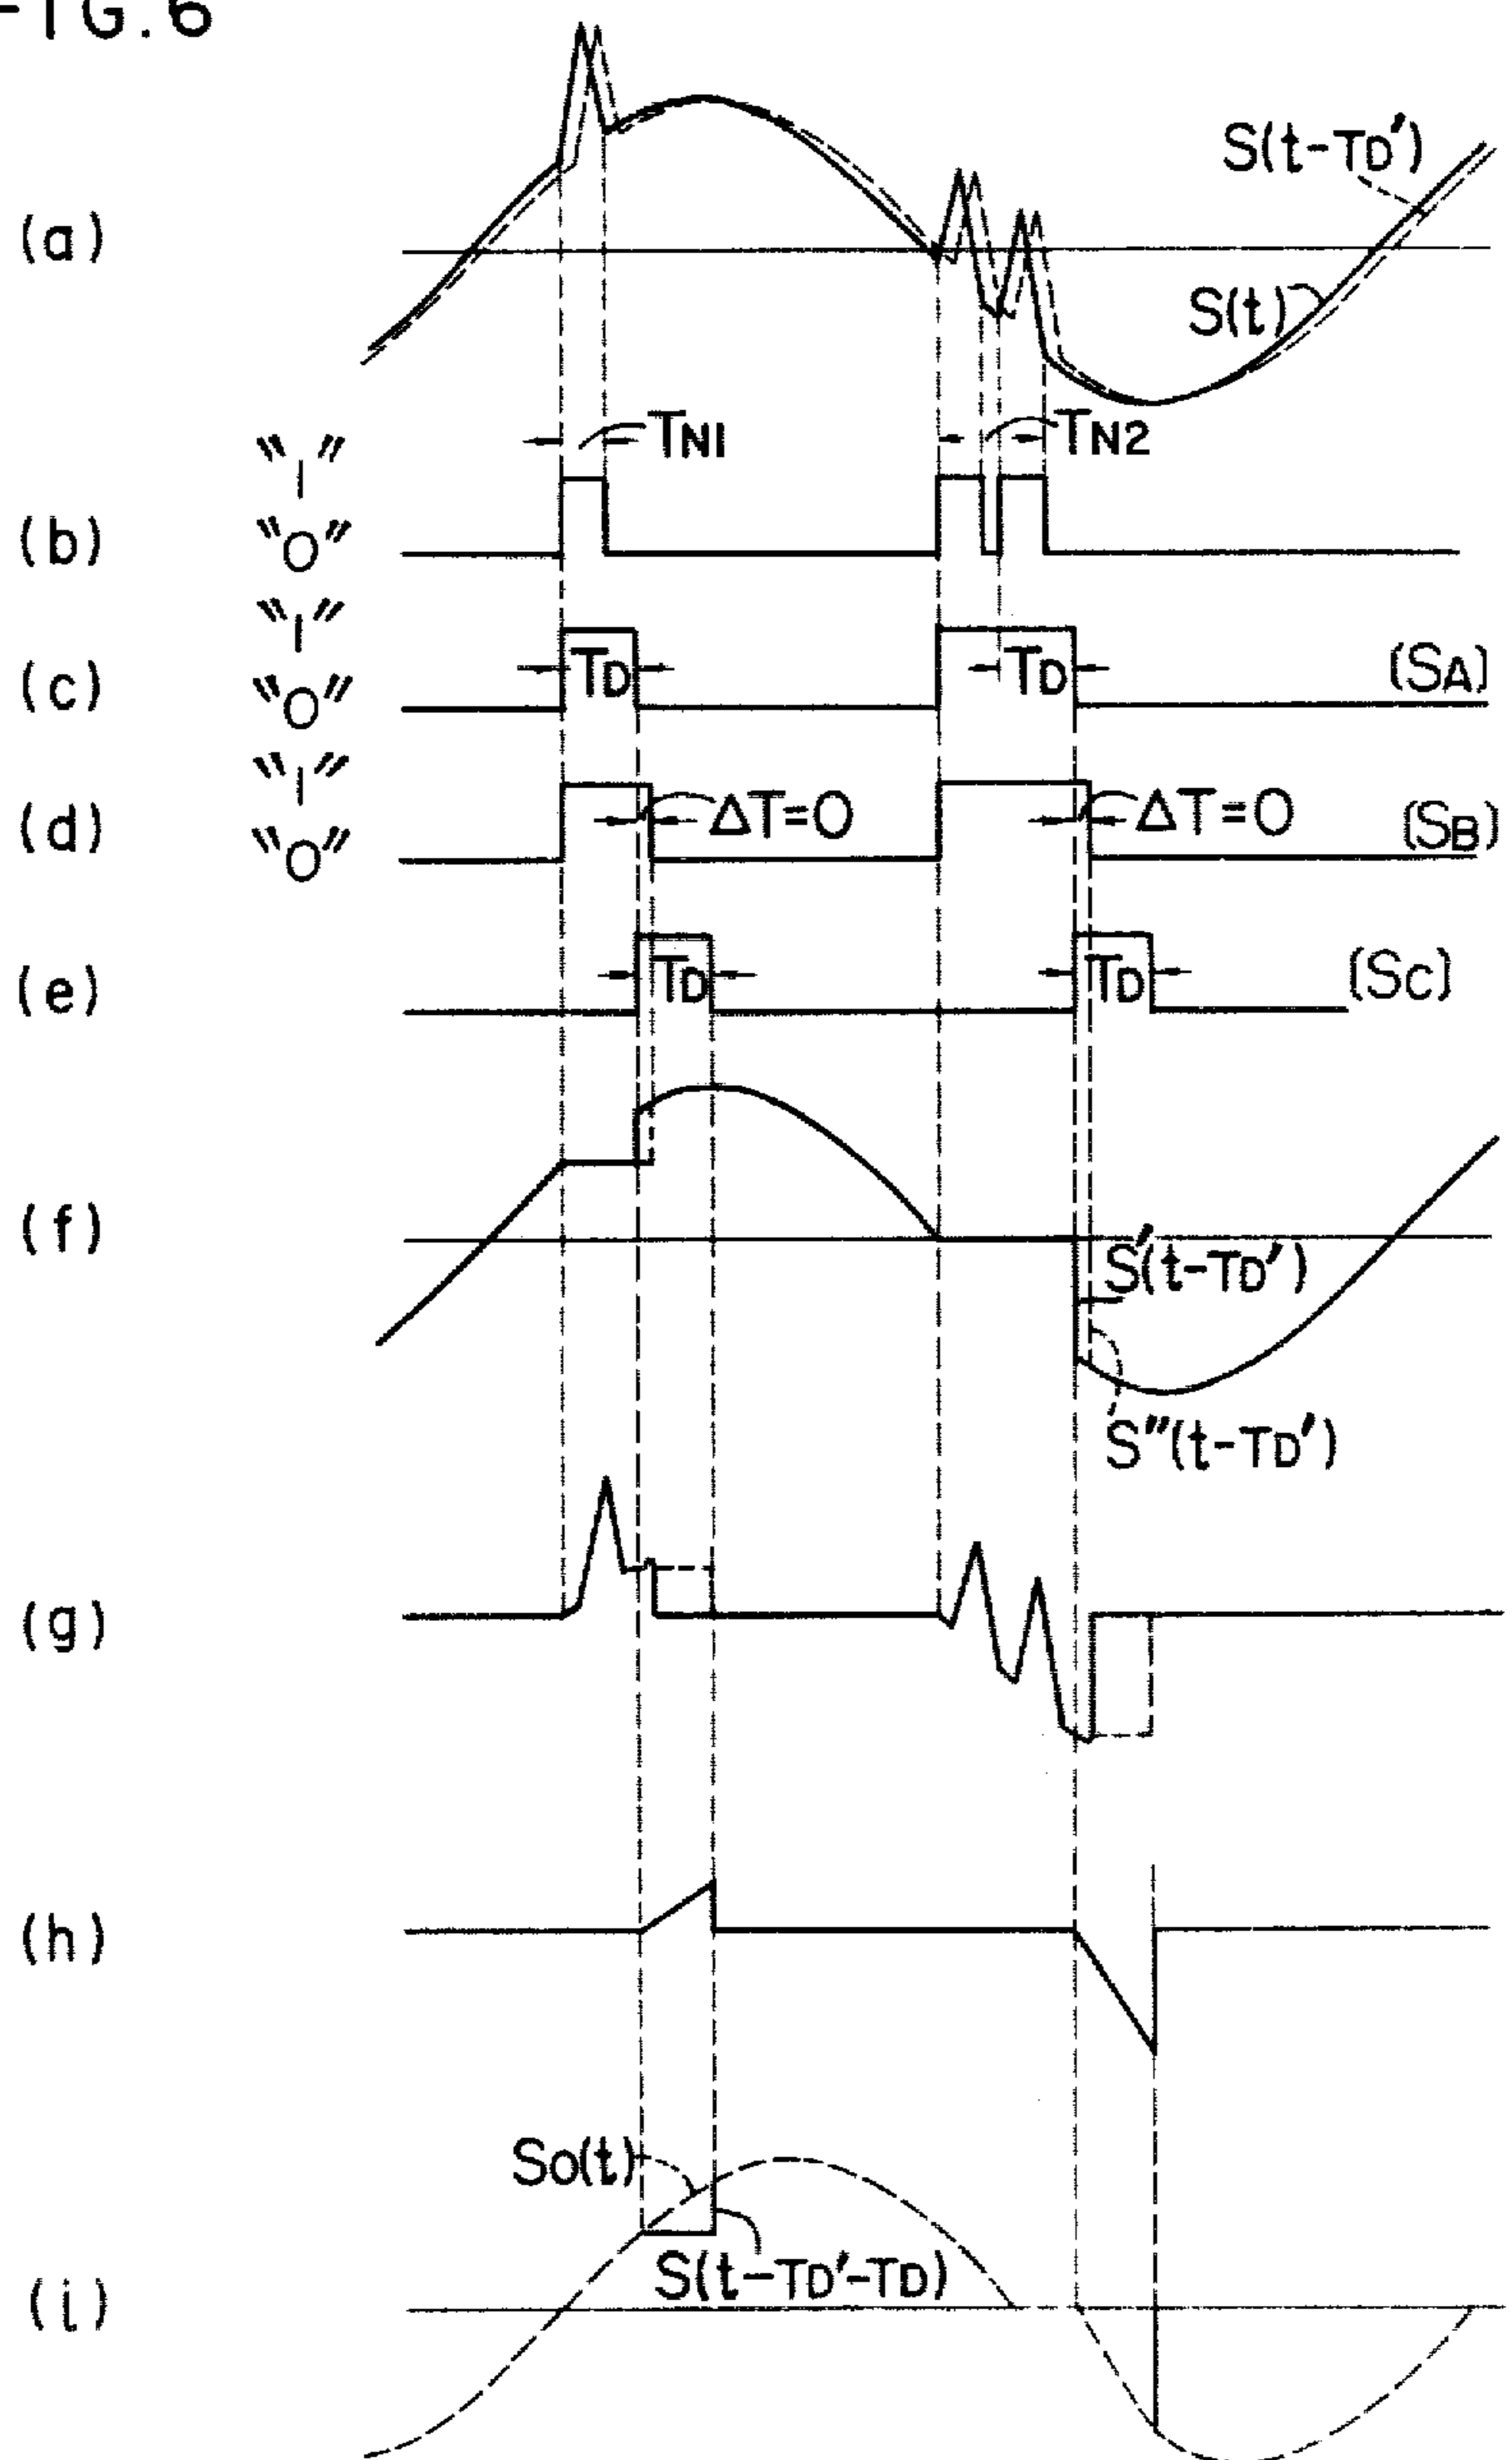 FIG.6
S(t-TD')
(a)
S(t)
TN1
TN2
"1"
(b)
"0"
"1"
(c)
TD
TD
(SA)
"0"
"1"
(d)
ΔT=0
ΔT=0
(SB)
"0"
(e)
TD
TD
(SC)
(f)
S'(t-TD')
S"(t-TD')
(g)
(h)
So(t)
S(t-TD'-TD)
(i)